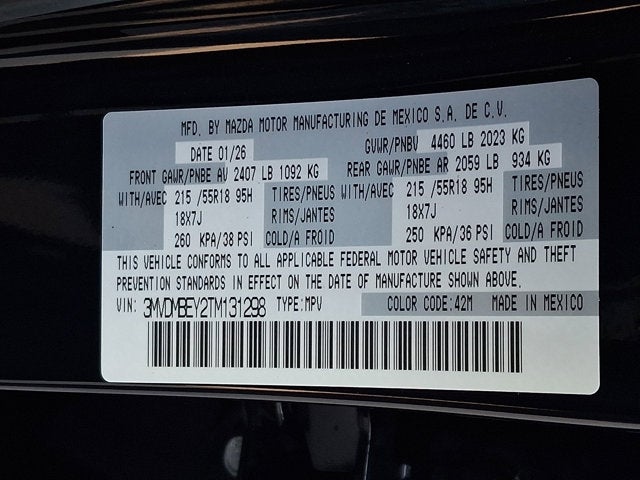 MFD. BY MAZDA MOTOR MANUFACTURING DE MEXICO S.A. DE C.V.
DATE 01/26 GVWR/PNBV 4460 LB 2023 KG
FRONT GAWR/PNBE AV 2407 LB 1092 KG REAR GAWR/PNBE AR 2059 LB 934 KG
WITH/AVEC 215 /55R18 95H TIRES/PNEUS WITH/AVEC 215 /55R18 95H TIRES/PNEUS
18X7J RIMS/JANTES 18X7J RIMS/JANTES
260 KPA/38 PSI COLD/A FROID 250 KPA/36 PSI COLD/A FROID
THIS VEHICLE CONFORMS TO ALL APPLICABLE FEDERAL MOTOR VEHICLE SAFETY AND THEFT
PREVENTION STANDARDS IN EFFECT ON THE DATE OF MANUFACTURE SHOWN ABOVE.
VIN: 3MVDMBEY2TM131298 TYPE:MPV COLOR CODE:42M MADE IN MEXICO